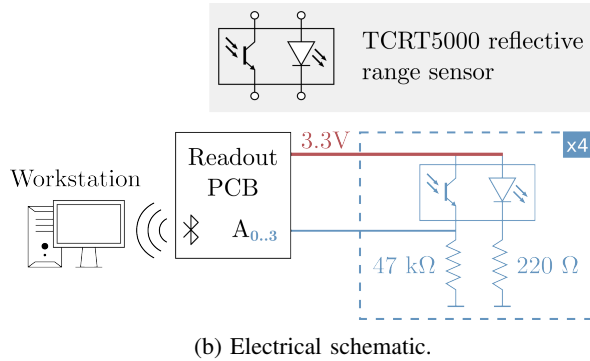 TCRT5000 reflective
range sensor
3.3V
x4
Readout
PCB
Workstation
A0..3
47 kΩ
220 Ω
(b) Electrical schematic.